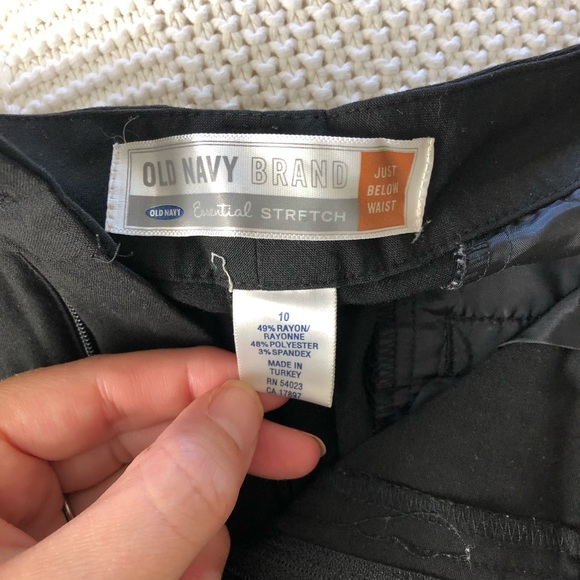 OLD NAVY BRAND
OLD NAVY Essential STRETCH
JUST
BELOW
WAIST
10
49% RAYON/
RAYONNE
48% POLYESTER
3% SPANDEX
MADE IN
TURKEY
RN 54023
CA 17897